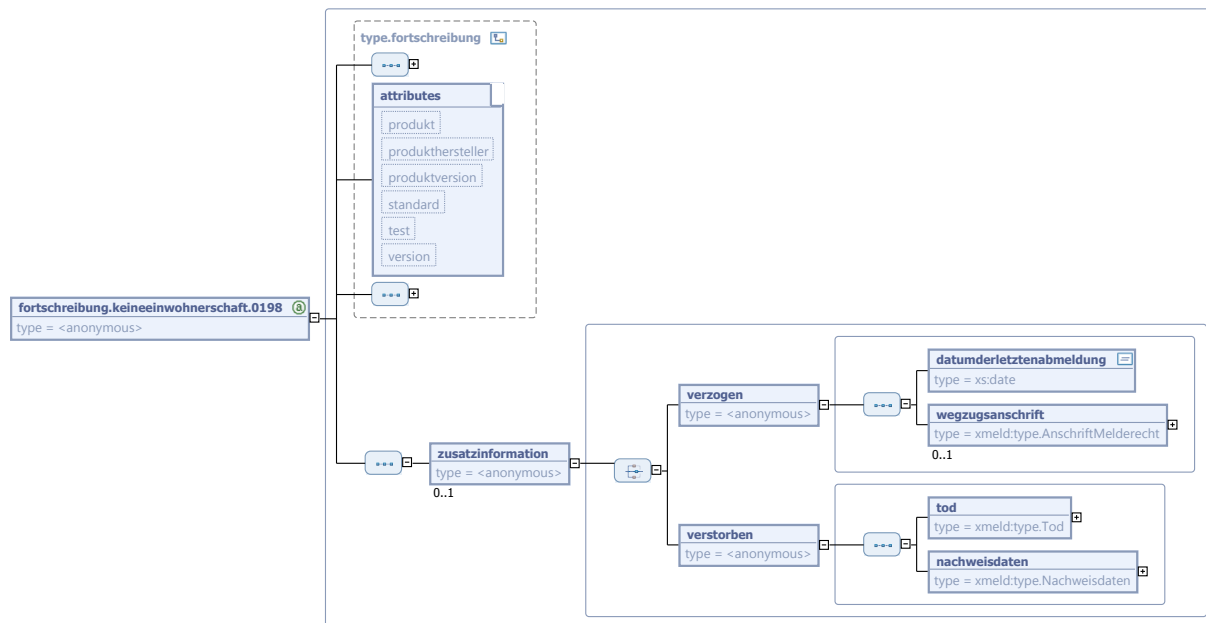 type.fortschreibung
attributes
produkt
produkthersteller
produktversion
standard
test
version
fortschreibung.keineeinwohnerschaft.0198
type = <anonymous>
zusatzinformation
type = <anonymous>
0..1
verzogen
type = <anonymous>
datumderletztenabmeldung
type = xs:date
wegzugsanschrift
type = xmeld:type.AnschriftMelderecht
0..1
verstorben
type = <anonymous>
tod
type = xmeld:type.Tod
nachweisdaten
type = xmeld:type.Nachweisdaten